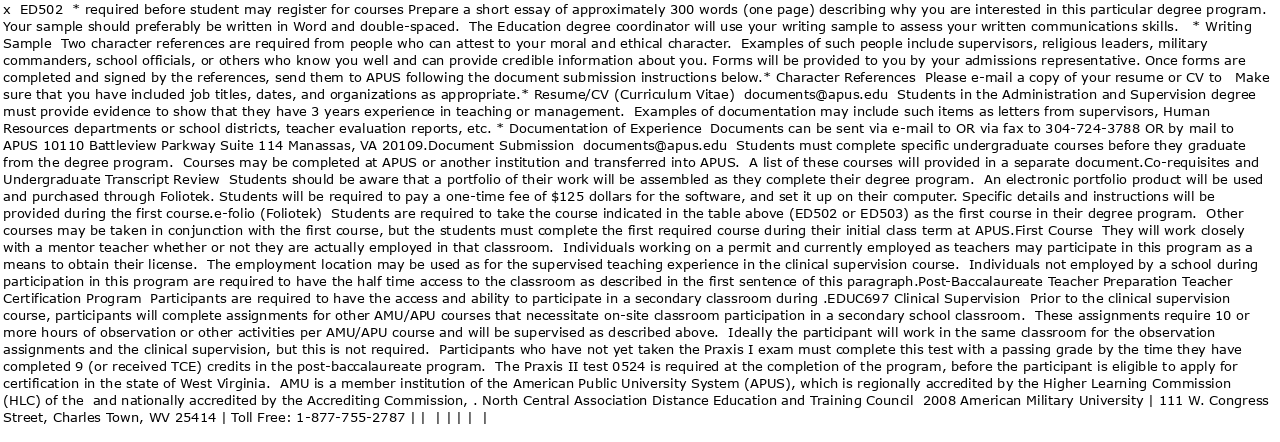 x  ED502  * required before student may register for courses Prepare a short essay of approximately 300 words (one page) describing why you are interested in this particular degree program.
Your sample should preferably be written in Word and double-spaced.  The Education degree coordinator will use your writing sample to assess your written communications skills.   * Writing
Sample  Two character references are required from people who can attest to your moral and ethical character.  Examples of such people include supervisors, religious leaders, military
commanders, school officials, or others who know you well and can provide credible information about you. Forms will be provided to you by your admissions representative. Once forms are
completed and signed by the references, send them to APUS following the document submission instructions below.* Character References  Please e-mail a copy of your resume or CV to   Make
sure that you have included job titles, dates, and organizations as appropriate.* Resume/CV (Curriculum Vitae)  documents@apus.edu  Students in the Administration and Supervision degree
must provide evidence to show that they have 3 years experience in teaching or management.  Examples of documentation may include such items as letters from supervisors, Human
Resources departments or school districts, teacher evaluation reports, etc. * Documentation of Experience  Documents can be sent via e-mail to OR via fax to 304-724-3788 OR by mail to
APUS 10110 Battleview Parkway Suite 114 Manassas, VA 20109.Document Submission  documents@apus.edu  Students must complete specific undergraduate courses before they graduate
from the degree program.  Courses may be completed at APUS or another institution and transferred into APUS.  A list of these courses will provided in a separate document.Co-requisites and
Undergraduate Transcript Review  Students should be aware that a portfolio of their work will be assembled as they complete their degree program.  An electronic portfolio product will be used
and purchased through Foliotek. Students will be required to pay a one-time fee of $125 dollars for the software, and set it up on their computer. Specific details and instructions will be
provided during the first course.e-folio (Foliotek)  Students are required to take the course indicated in the table above (ED502 or ED503) as the first course in their degree program.  Other
courses may be taken in conjunction with the first course, but the students must complete the first required course during their initial class term at APUS.First Course  They will work closely
with a mentor teacher whether or not they are actually employed in that classroom.  Individuals working on a permit and currently employed as teachers may participate in this program as a
means to obtain their license.  The employment location may be used as for the supervised teaching experience in the clinical supervision course.  Individuals not employed by a school during
participation in this program are required to have the half time access to the classroom as described in the first sentence of this paragraph.Post-Baccalaureate Teacher Preparation Teacher
Certification Program  Participants are required to have the access and ability to participate in a secondary classroom during .EDUC697 Clinical Supervision  Prior to the clinical supervision
course, participants will complete assignments for other AMU/APU courses that necessitate on-site classroom participation in a secondary school classroom.  These assignments require 10 or
more hours of observation or other activities per AMU/APU course and will be supervised as described above.  Ideally the participant will work in the same classroom for the observation
assignments and the clinical supervision, but this is not required.  Participants who have not yet taken the Praxis I exam must complete this test with a passing grade by the time they have
completed 9 (or received TCE) credits in the post-baccalaureate program.  The Praxis II test 0524 is required at the completion of the program, before the participant is eligible to apply for
certification in the state of West Virginia.  AMU is a member institution of the American Public University System (APUS), which is regionally accredited by the Higher Learning Commission
(HLC) of the  and nationally accredited by the Accrediting Commission, . North Central Association Distance Education and Training Council  2008 American Military University | 111 W. Congress
Street, Charles Town, WV 25414 | Toll Free: 1-877-755-2787 | |  | | | |  |